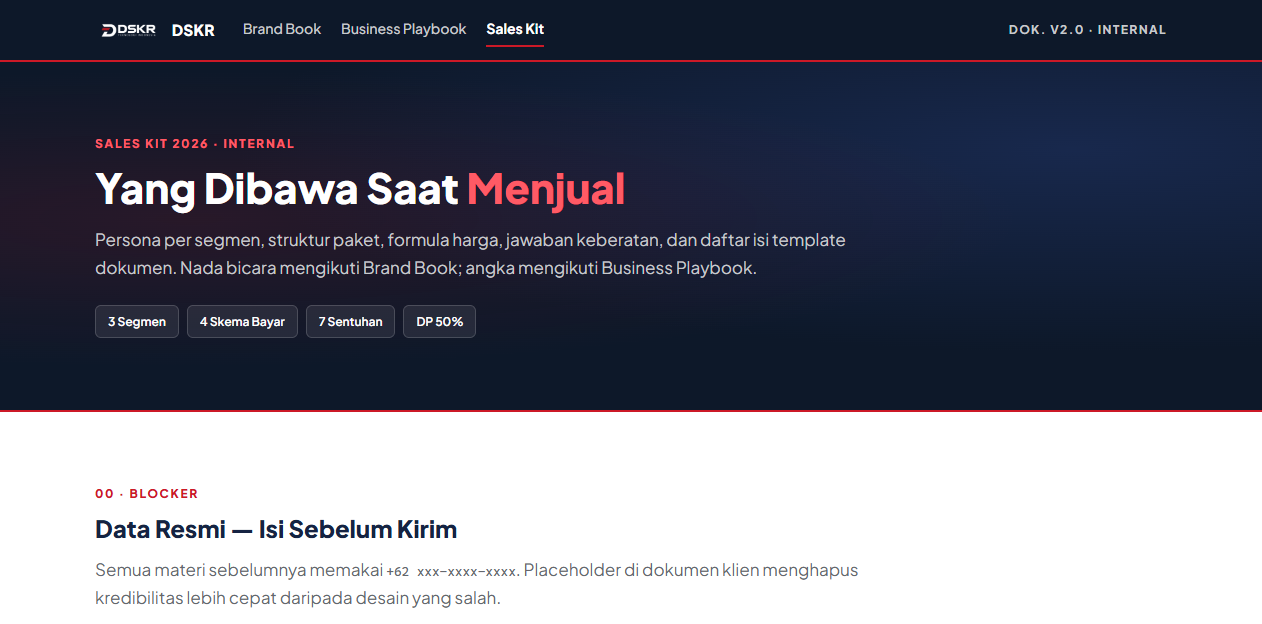 DSKR DSKR Brand Book Business Playbook Sales Kit DOK. V2.0 · INTERNAL
SALES KIT 2026 · INTERNAL
Yang Dibawa Saat Menjual
Persona per segmen, struktur paket, formula harga, jawaban keberatan, dan daftar isi template
dokumen. Nada bicara mengikuti Brand Book; angka mengikuti Business Playbook.
3 Segmen 4 Skema Bayar 7 Sentuhan DP 50%
00 · BLOCKER
Data Resmi — Isi Sebelum Kirim
Semua materi sebelumnya memakai +62 xxx-xxxx-xxxx. Placeholder di dokumen klien menghapus
kredibilitas lebih cepat daripada desain yang salah.